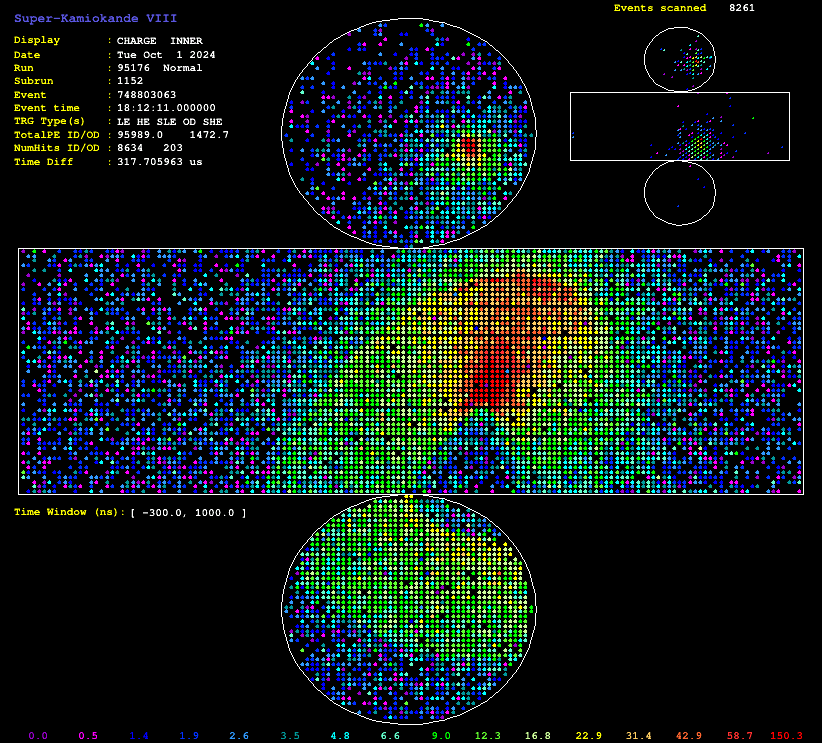 Super-Kamiokande VIII
Events scanned 8261
Display : CHARGE INNER
Date : Tue Oct 1 2024
Run : 95176 Normal
Subrun : 1152
Event : 748803063
Event time : 18:12:11.000000
TRG Type(s) : LE HE SLE OD SHE
TotalPE ID/OD : 95989.0 1472.7
NumHits ID/OD : 8634 203
Time Diff : 317.705963 us
Time Window (ns): [ -300.0, 1000.0 ]
0.0 0.5 1.4 1.9 2.6 3.5 4.8 6.6 9.0 12.3 16.8 22.9 31.4 42.9 58.7 150.3